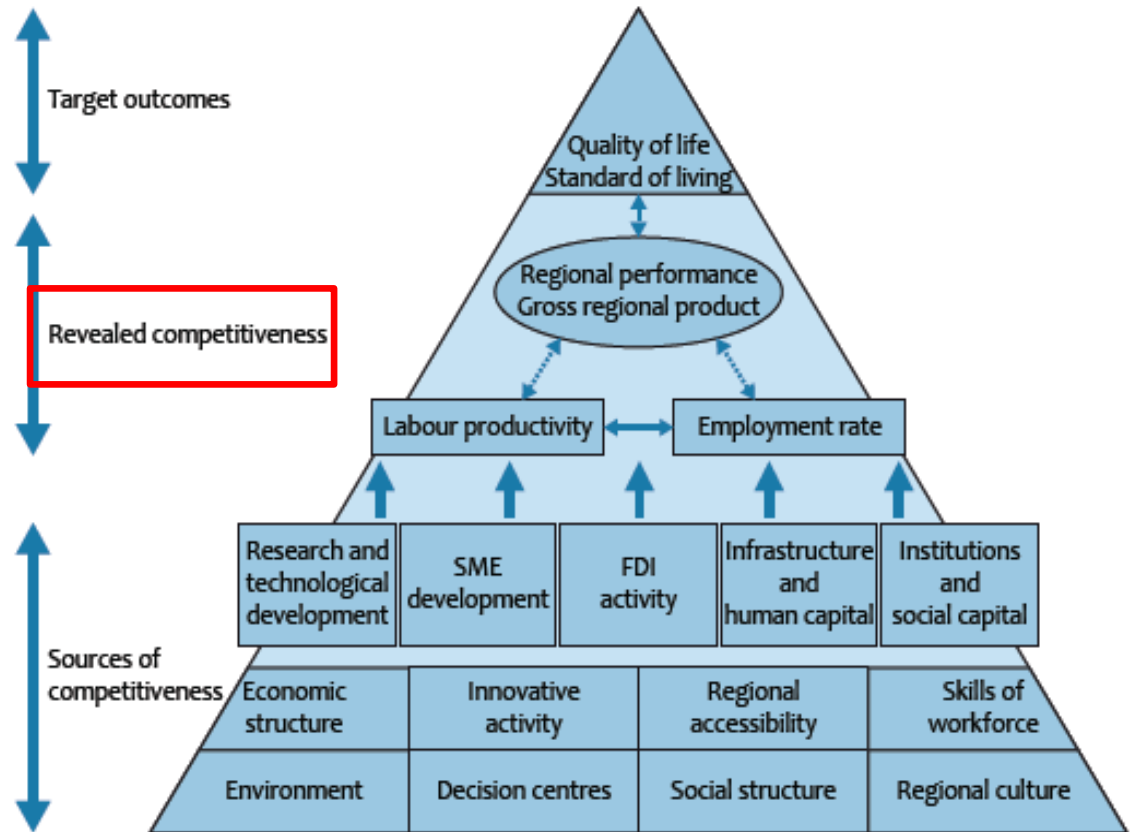 Target outcomes
Quality of life
Standard of living
Regional performance
Gross regional product
Revealed competitiveness
Labour productivity
Employment rate
Research and
technological
development
SME
development
FDI
activity
Infrastructure
and
human capital
Institutions
and
social capital
Sources of
competitiveness
Economic
structure
Innovative
activity
Regional
accessibility
Skills of
workforce
Environment
Decision centres
Social structure
Regional culture